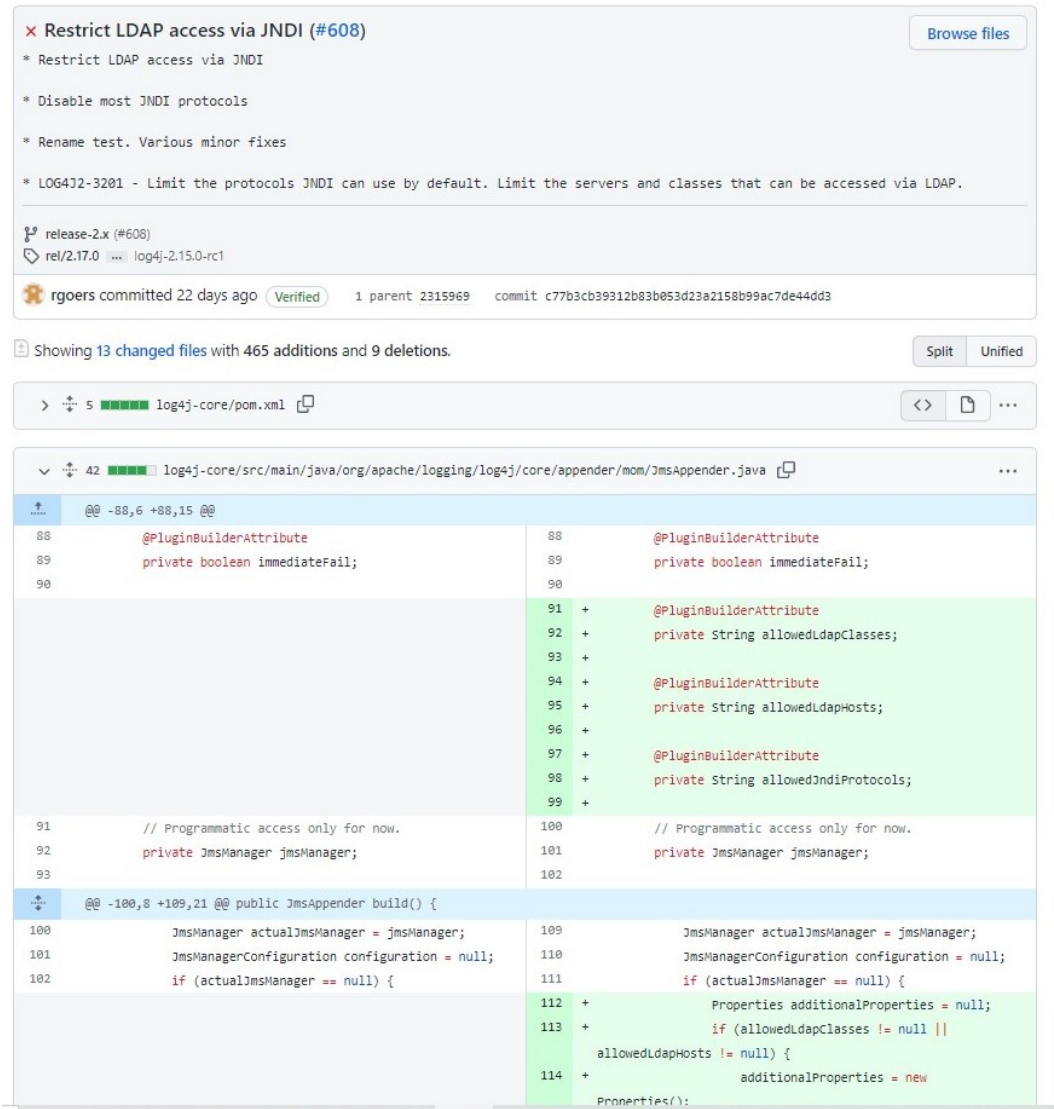 × Restrict LDAP access via JNDI (#608)
Browse files
* Restrict LDAP access via JNDI
* Disable most JNDI protocols
* Rename test. Various minor fixes
* LOG4J2-3201 - Limit the protocols JNDI can use by default. Limit the servers and classes that can be accessed via LDAP.
release-2.x (#608)
rel/2.17.0 ... log4j-2.15.0-rc1
rgoers committed 22 days ago Verified 1 parent 2315969 commit c77b3cb39312b83b053d23a2158b99ac7de44dd3
Showing 13 changed files with 465 additions and 9 deletions.
Split Unified
5 log4j-core/pom.xml
42 log4j-core/src/main/java/org/apache/logging/log4j/core/appender/mom/JmsAppender.java
@@ -88,6 +88,15 @@
88 @PluginBuilderAttribute 88 @PluginBuilderAttribute
89 private boolean immediateFail; 89 private boolean immediateFail;
90 90
91 + @PluginBuilderAttribute
92 + private String allowedLdapClasses;
93 +
94 + @PluginBuilderAttribute
95 + private String allowedLdapHosts;
96 +
97 + @PluginBuilderAttribute
98 + private String allowedJndiProtocols;
99 +
91 // Programmatic access only for now. 100 // Programmatic access only for now.
92 private JmsManager jmsManager; 101 private JmsManager jmsManager;
93 102
@@ -100,8 +109,21 @@ public JmsAppender build() {
100 JmsManager actualJmsManager = jmsManager; 109 JmsManager actualJmsManager = jmsManager;
101 JmsManagerConfiguration configuration = null; 110 JmsManagerConfiguration configuration = null;
102 if (actualJmsManager == null) { 111 if (actualJmsManager == null) {
112 + Properties additionalProperties = null;
113 + if (allowedLdapClasses != null ||
allowedLdapHosts != null) {
114 + additionalProperties = new
Properties();